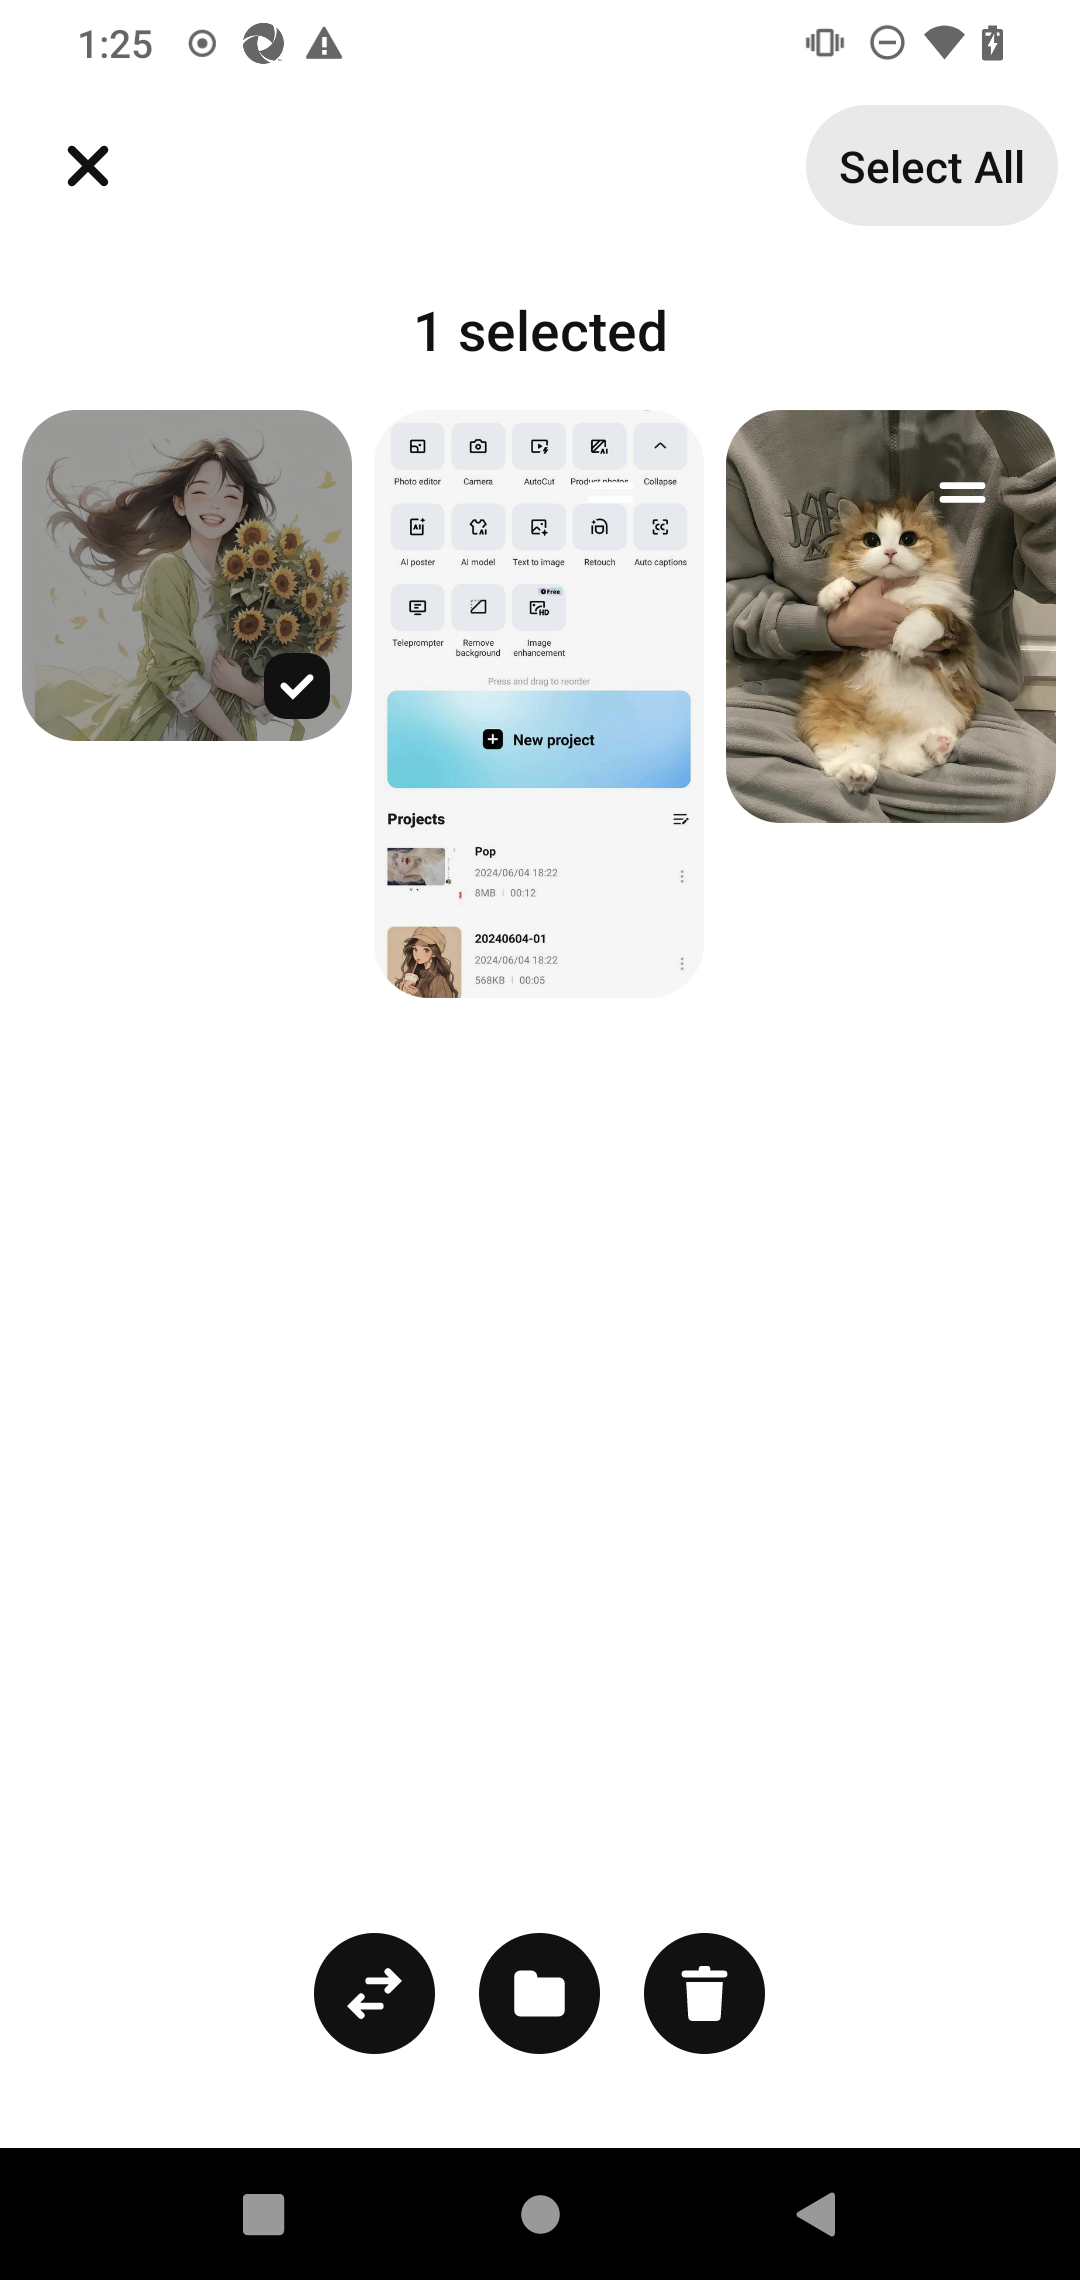 1:25
Select All
1 selected
Photo editor Camera AutoCut Product photos Collapse
AI poster AI model Text to image Retouch Auto captions
Free
HD
Teleprompter Remove background Image enhancement
Press and drag to reorder
New project
Projects
Pop
2024/06/04 18:22
8MB 00:12
20240604-01
2024/06/04 18:22
568KB 00:05